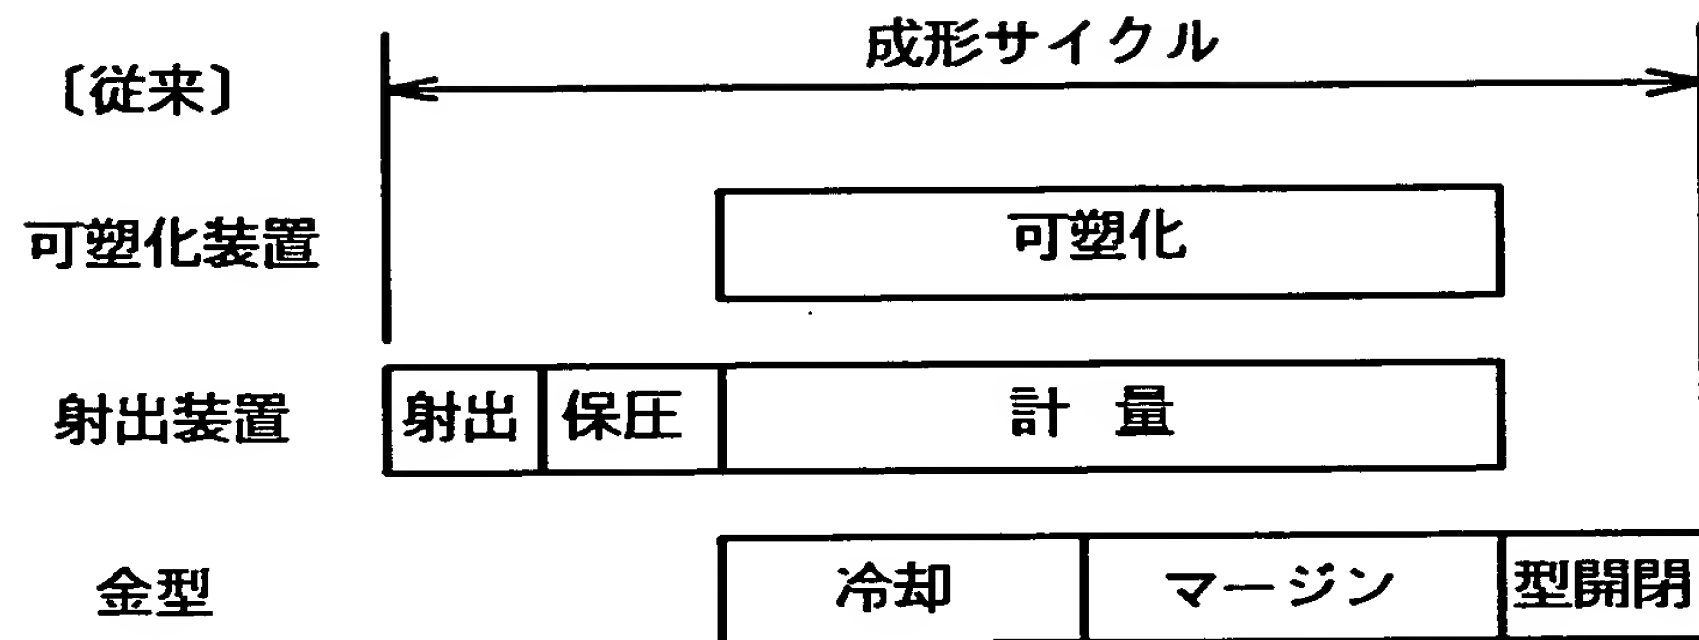 成形サイクル
〔従来〕
可塑化装置 可塑化
射出装置 射出 保圧 計 量
金型 冷却 マージン 型開閉